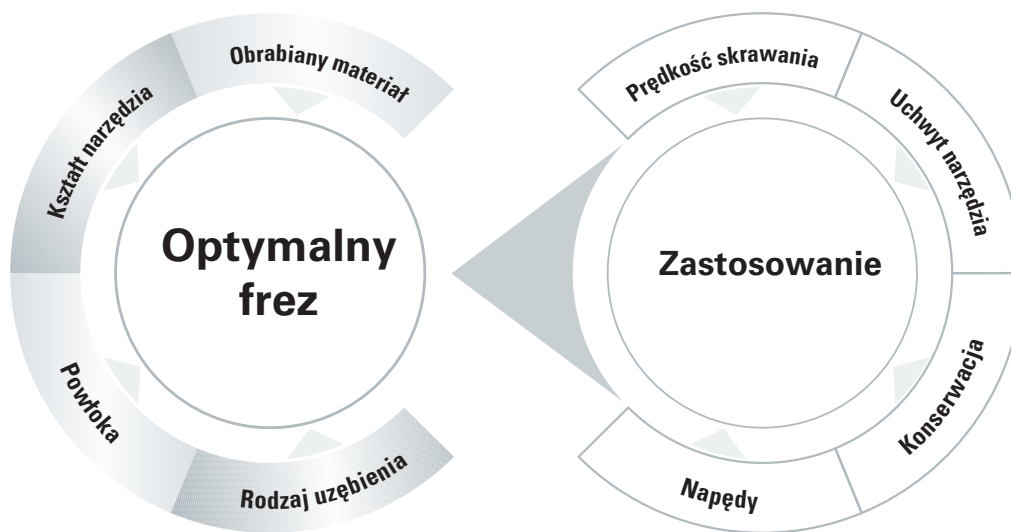 Obrabiany materiał
Kształt narzędzia
Optymalny
frez
Powłoka
Rodzaj uzębienia
Prędkość skrawania
Uchwyt narzędzia
Zastosowanie
Konserwacja
Napędy